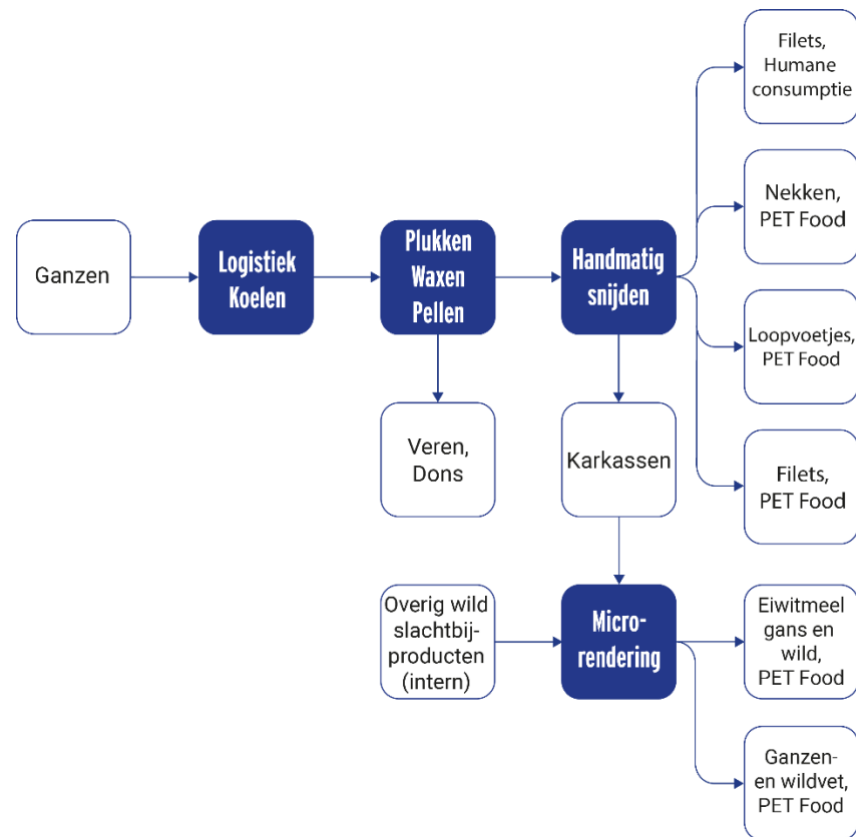 Filets,
Humane
consumptie
Ganzen
Logistiek
Koelen
Plukken
Waxen
Pellen
Handmatig
snijden
Nekken,
PET Food
Loopvoetjes,
PET Food
Veren,
Dons
Karkassen
Filets,
PET Food
Overig wild
slachtbij-
producten
(intern)
Micro-
rendering
Eiwitmeel
gans en
wild,
PET Food
Ganzen-
en wildvet,
PET Food